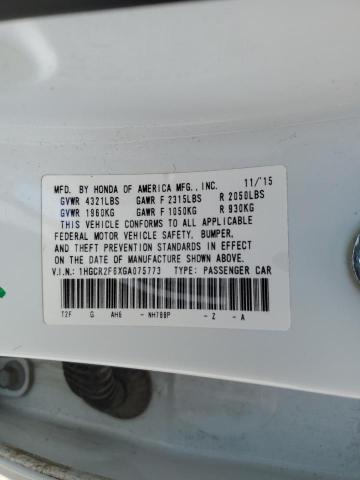 MFD. BY HONDA OF AMERICA MFG., INC. 11/15
GVWR 4321LBS GAWR F 2315LBS R 2050LBS
GVWR 1960KG GAWR F 1050KG R 930KG
THIS VEHICLE CONFORMS TO ALL APPLICABLE
FEDERAL MOTOR VEHICLE SAFETY, BUMPER,
AND THEFT PREVENTION STANDARDS IN EFFECT
ON THE DATE OF MANUFACTURE SHOWN ABOVE.
V.I.N.: 1HGCR2F6XGA075773 TYPE: PASSENGER CAR
T2F G AH6 - NH788P - Z - A